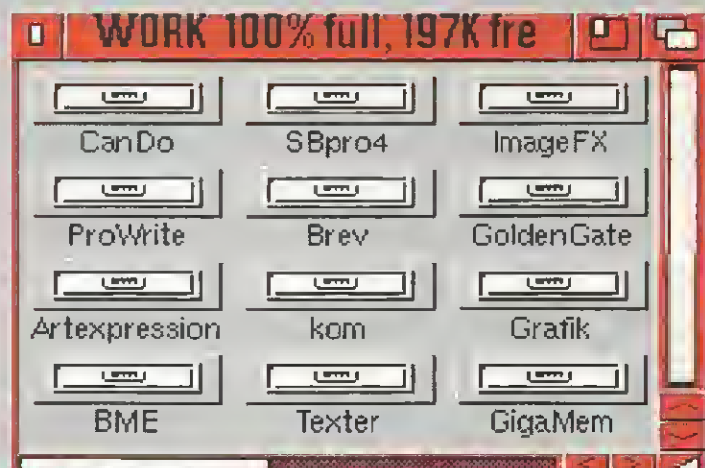 WORK 100% full, 197K fre
CanDo SBpro4 ImageFX
ProWrite Brev GoldenGate
Artexpression kom Grafik
BME Texter GigaMem